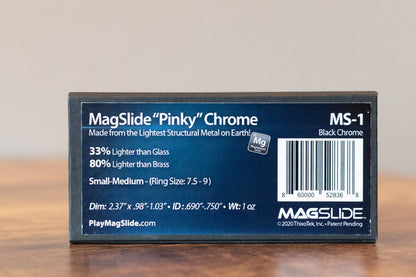 MagSlide "Pinky" Chrome
MS-1
Made from the Lightest Structural Metal on Earth!
Black Chrome
Mg
33% Lighter than Glass
80% Lighter than Brass
Small-Medium - (Ring Size: 7.5 - 9)
8 60000 52836 8
Dim: 2.37" x .98"-1.03" • ID : .690"-.750" • Wt: 1 oz
MAGSLIDE
PlayMagSlide.com
© 2020 ThixoTek, Inc. • Patent Pending